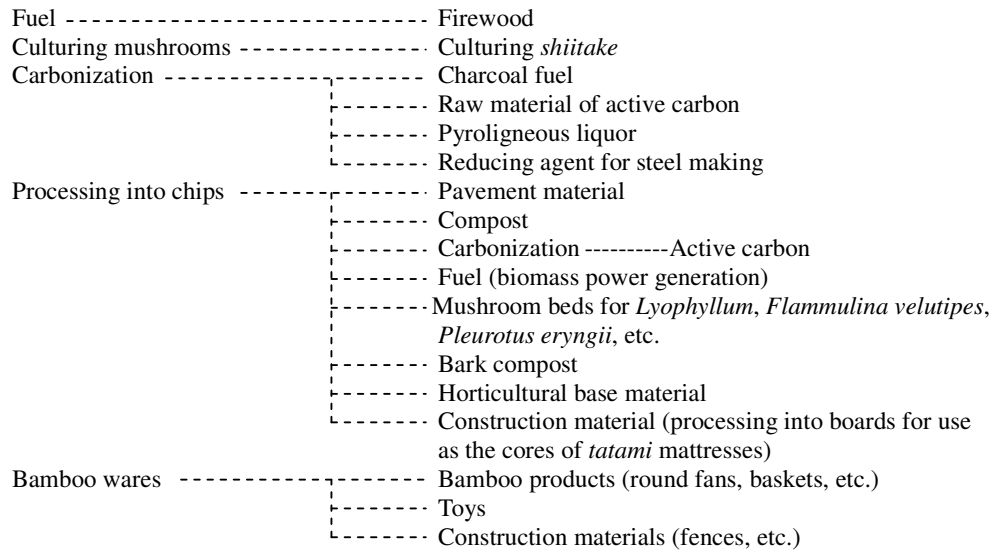 Fuel Firewood
Culturing mushrooms Culturing shiitake
Carbonization Charcoal fuel
Raw material of active carbon
Pyroligneous liquor
Reducing agent for steel making
Processing into chips Pavement material
Compost
Carbonization ----------Active carbon
Fuel (biomass power generation)
Mushroom beds for Lyophyllum, Flammulina velutipes,
Pleurotus eryngii, etc.
Bark compost
Horticultural base material
Construction material (processing into boards for use
as the cores of tatami mattresses)
Bamboo wares Bamboo products (round fans, baskets, etc.)
Toys
Construction materials (fences, etc.)